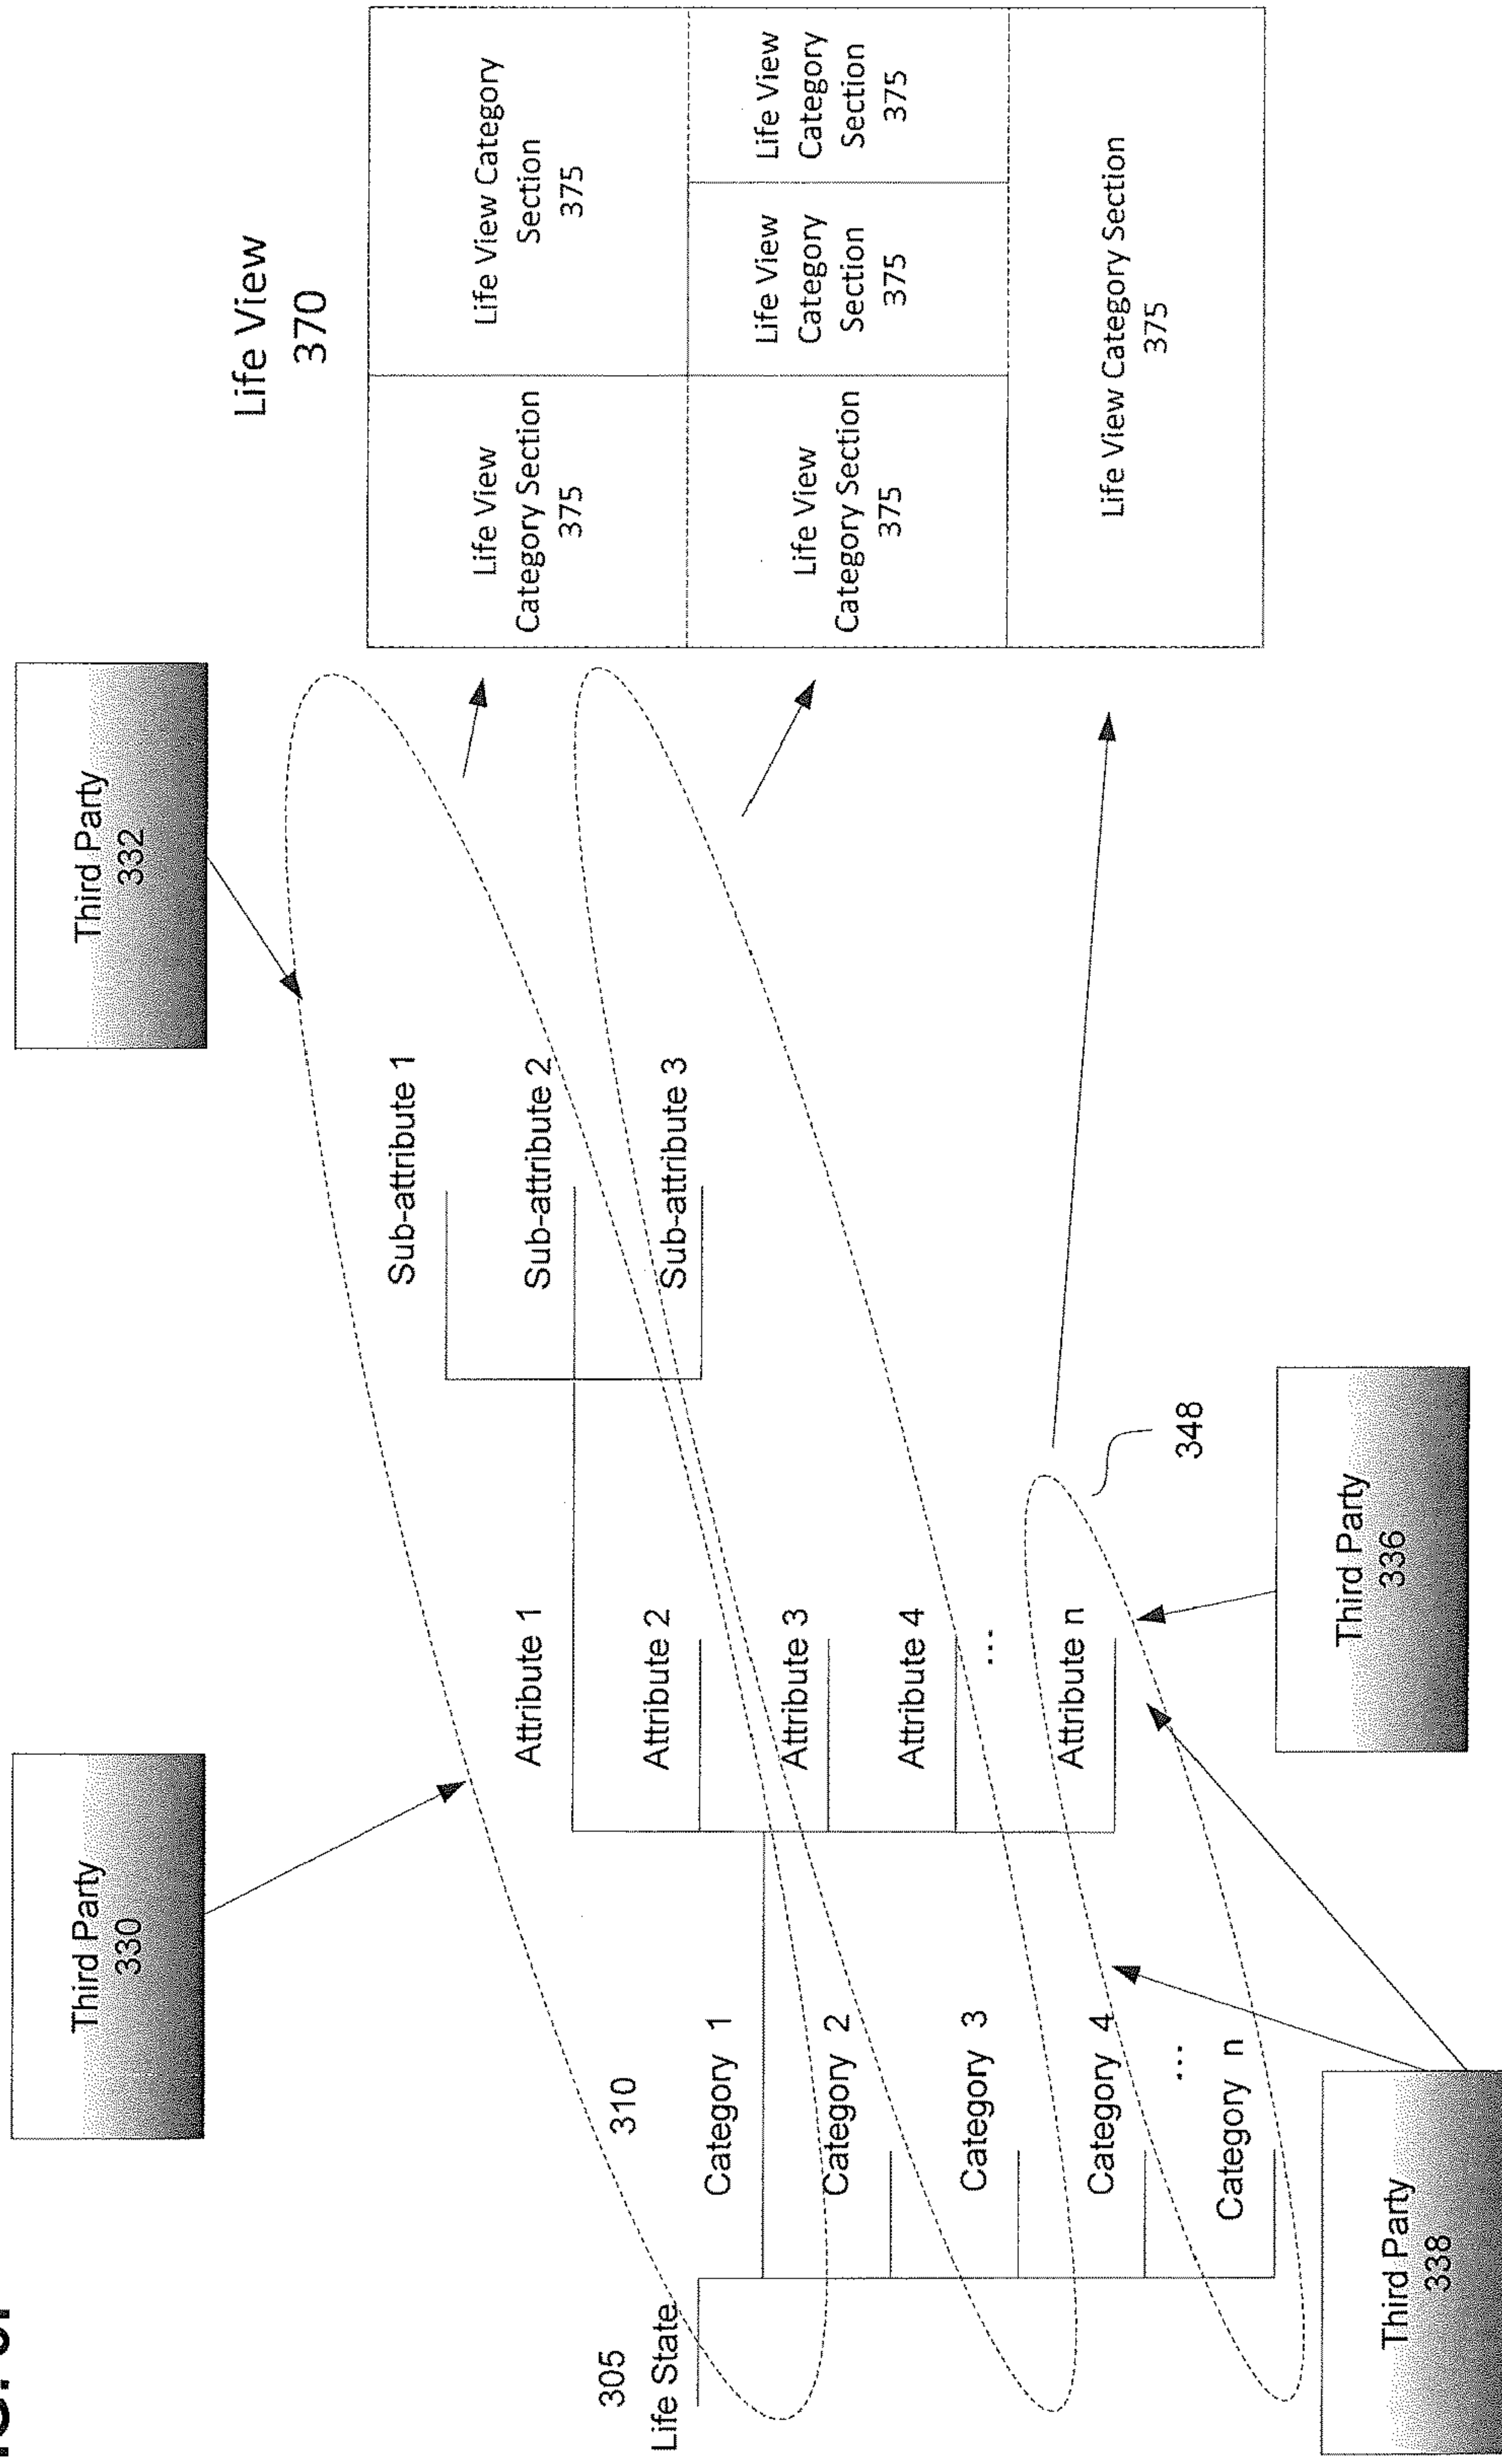 Third Party
330
Third Party
332
Life View
370
305
Life State
310
Category 1
Category 2
Category 3
Category 4
...
Category n
Attribute 1
Attribute 2
Attribute 3
Attribute 4
...
Attribute n
Sub-attribute 1
Sub-attribute 2
Sub-attribute 3
Life View
Category Section
375
Life View Category
Section
375
Life View
Category Section
375
Life View
Category
Section
375
Life View
Category
Section
375
Life View Category Section
375
348
Third Party
338
Third Party
336